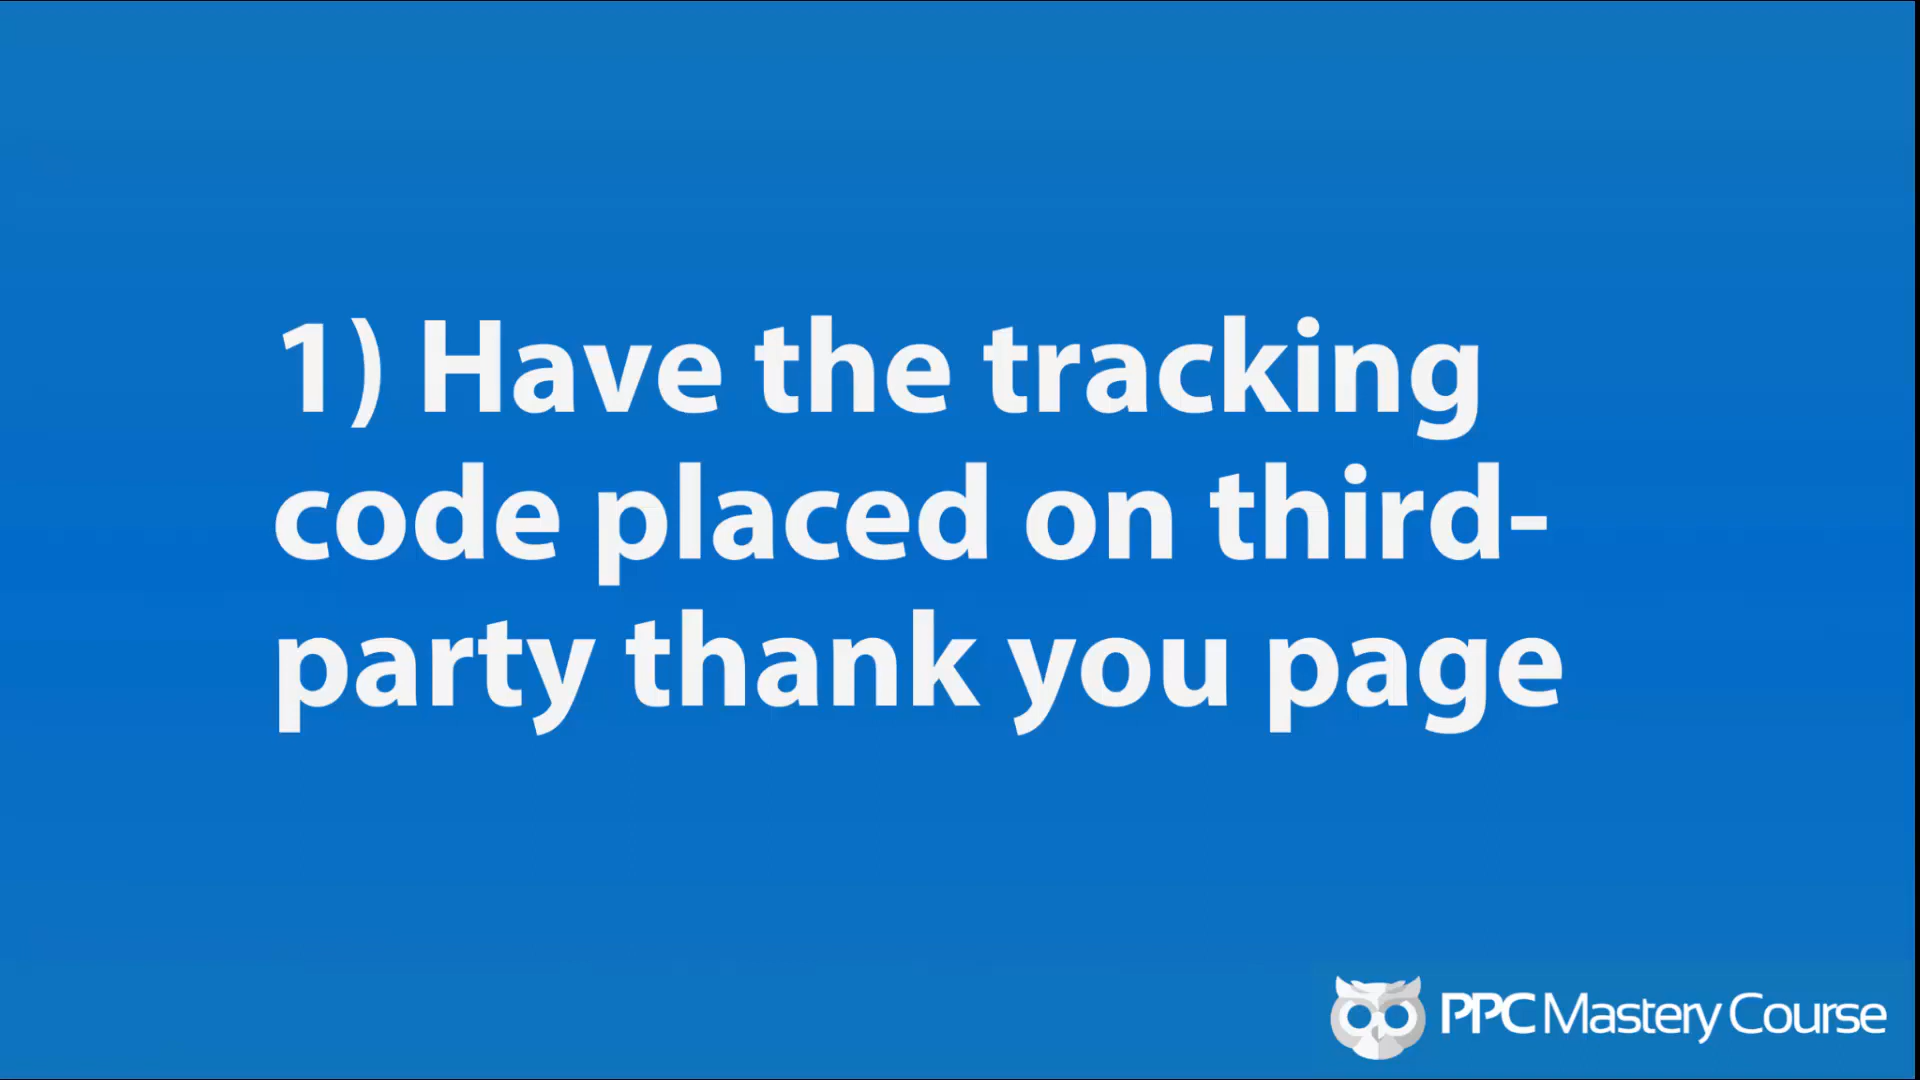 1) Have the tracking
code placed on third-
party thank you page
PPC Mastery Course